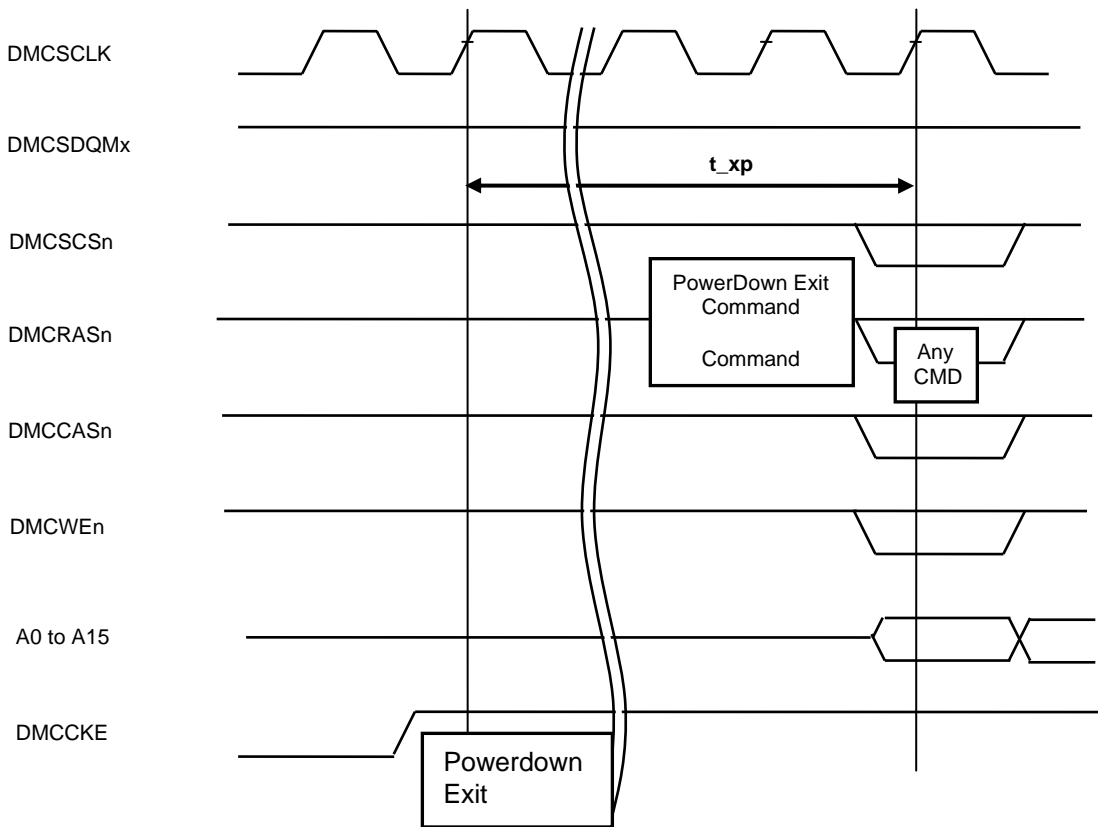 DMCSCLK
DMCSDQMx
t_xp
DMCSCSn
PowerDown Exit
Command
DMCRASn
Command
Any
CMD
DMCCASn
DMCWEn
A0 to A15
DMCCKE
Powerdown
Exit